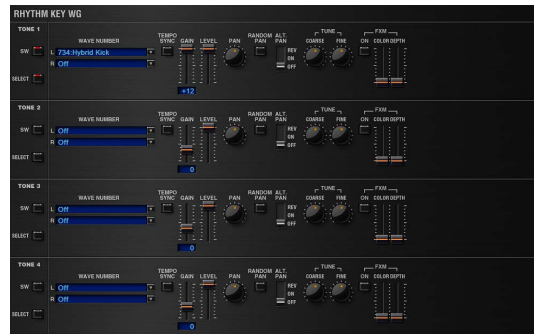 RHYTHM KEY WG
TONE 1
WAVE NUMBER TEMPO SYNC GAIN LEVEL PAN RANDOM PAN ALT. PAN TUNE COARSE FINE FXM ON COLOR DEPTH
SW L 734:Hybrid Kick REV
R Off ON
OFF
SELECT
+12
TONE 2
WAVE NUMBER TEMPO SYNC GAIN LEVEL PAN RANDOM PAN ALT. PAN TUNE COARSE FINE FXM ON COLOR DEPTH
SW L Off REV
R Off ON
OFF
SELECT
0
TONE 3
WAVE NUMBER TEMPO SYNC GAIN LEVEL PAN RANDOM PAN ALT. PAN TUNE COARSE FINE FXM ON COLOR DEPTH
SW L Off REV
R Off ON
OFF
SELECT
0
TONE 4
WAVE NUMBER TEMPO SYNC GAIN LEVEL PAN RANDOM PAN ALT. PAN TUNE COARSE FINE FXM ON COLOR DEPTH
SW L Off REV
R Off ON
OFF
SELECT
0